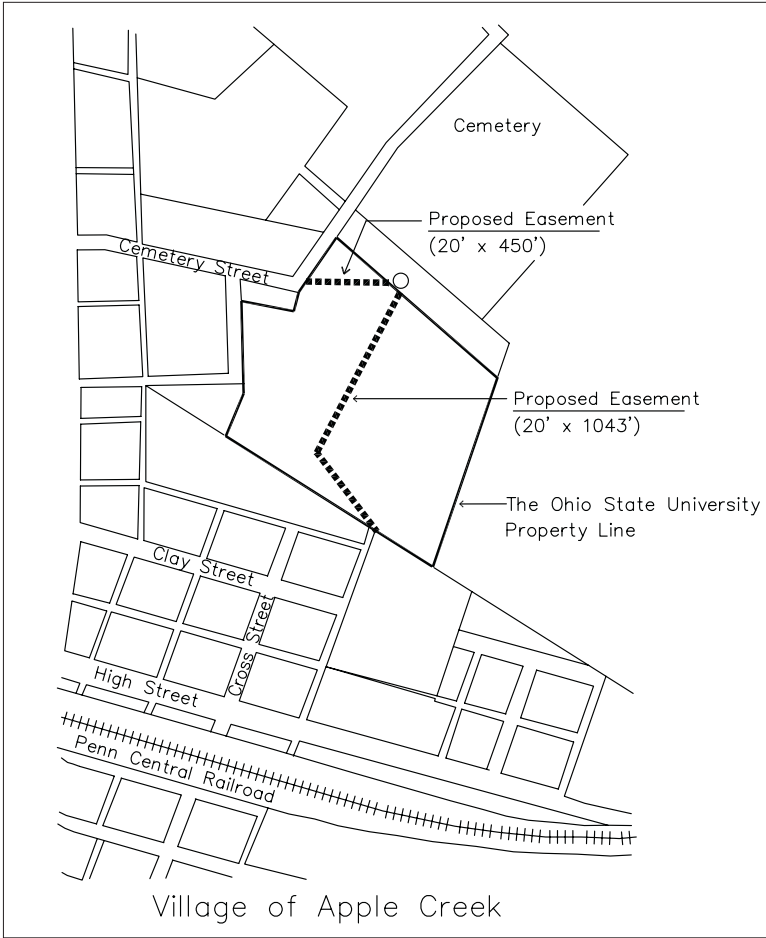 Cemetery
Proposed Easement
(20' x 450')
Cemetery Street
Proposed Easement
(20' x 1043')
The Ohio State University
Property Line
Clay Street
Cross Street
High Street
Penn Central Railroad
Village of Apple Creek